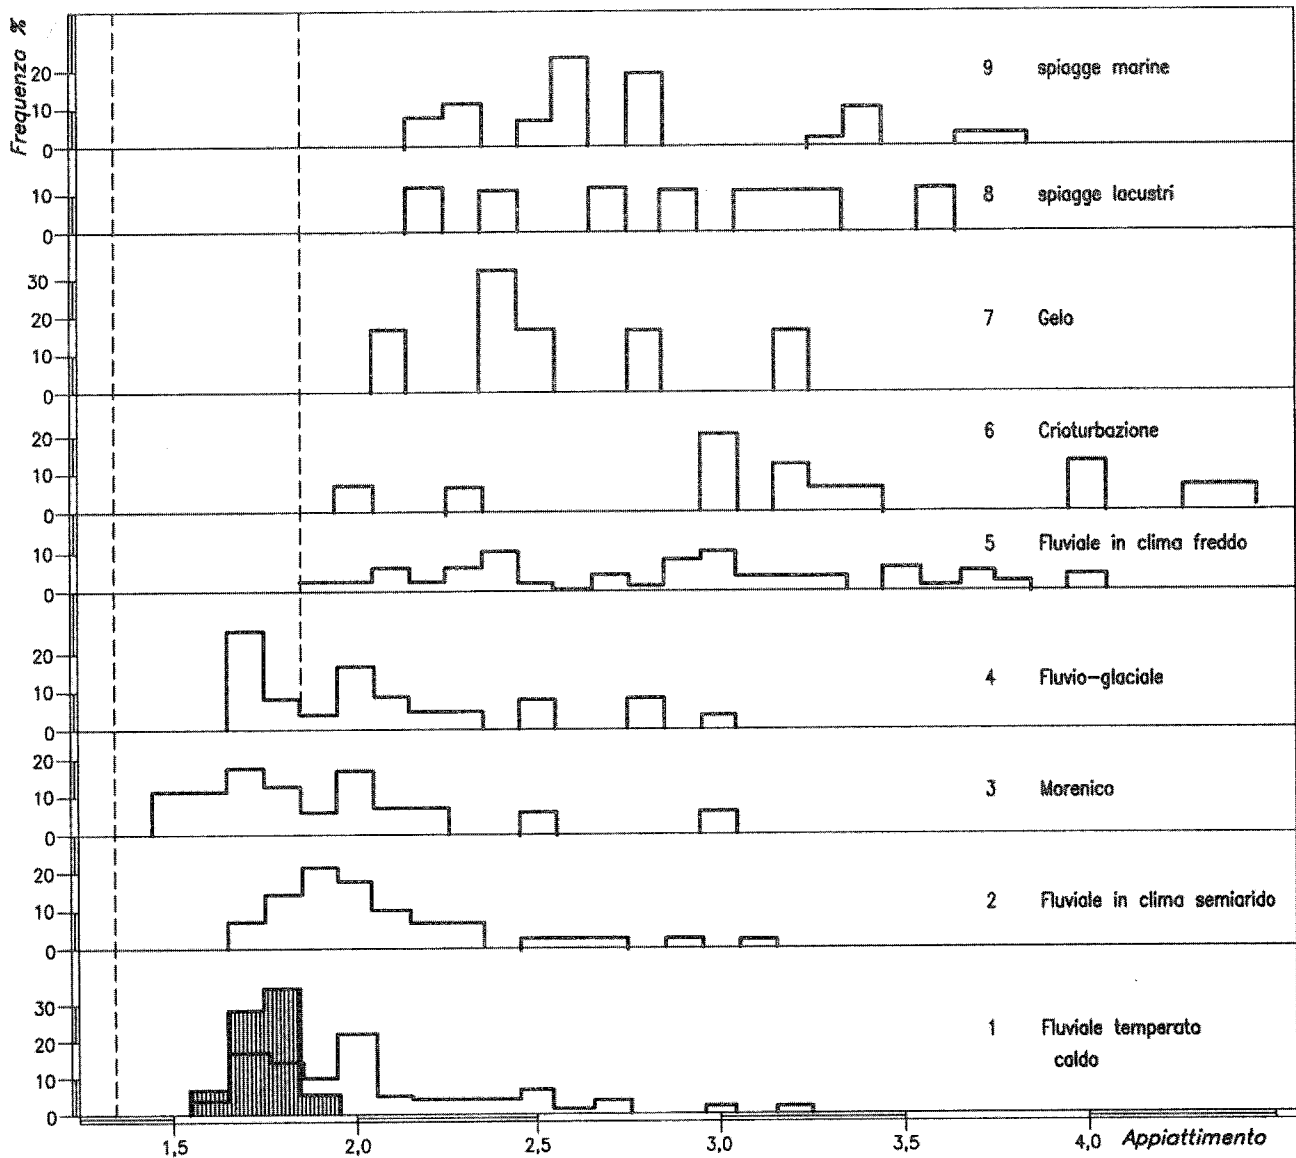 Frequenza %
20
10
0
9 spiagge marine
10
0
8 spiagge lacustri
30
20
10
0
7 Gelo
20
10
0
6 Crioturbazione
10
0
5 Fluviale in clima freddo
20
10
0
4 Fluvio-glaciale
20
10
0
3 Morenico
20
10
0
2 Fluviale in clima semiarido
30
20
10
0
1 Fluviale temperato
caldo
1,5 2,0 2,5 3,0 3,5 4,0 Appiattimento